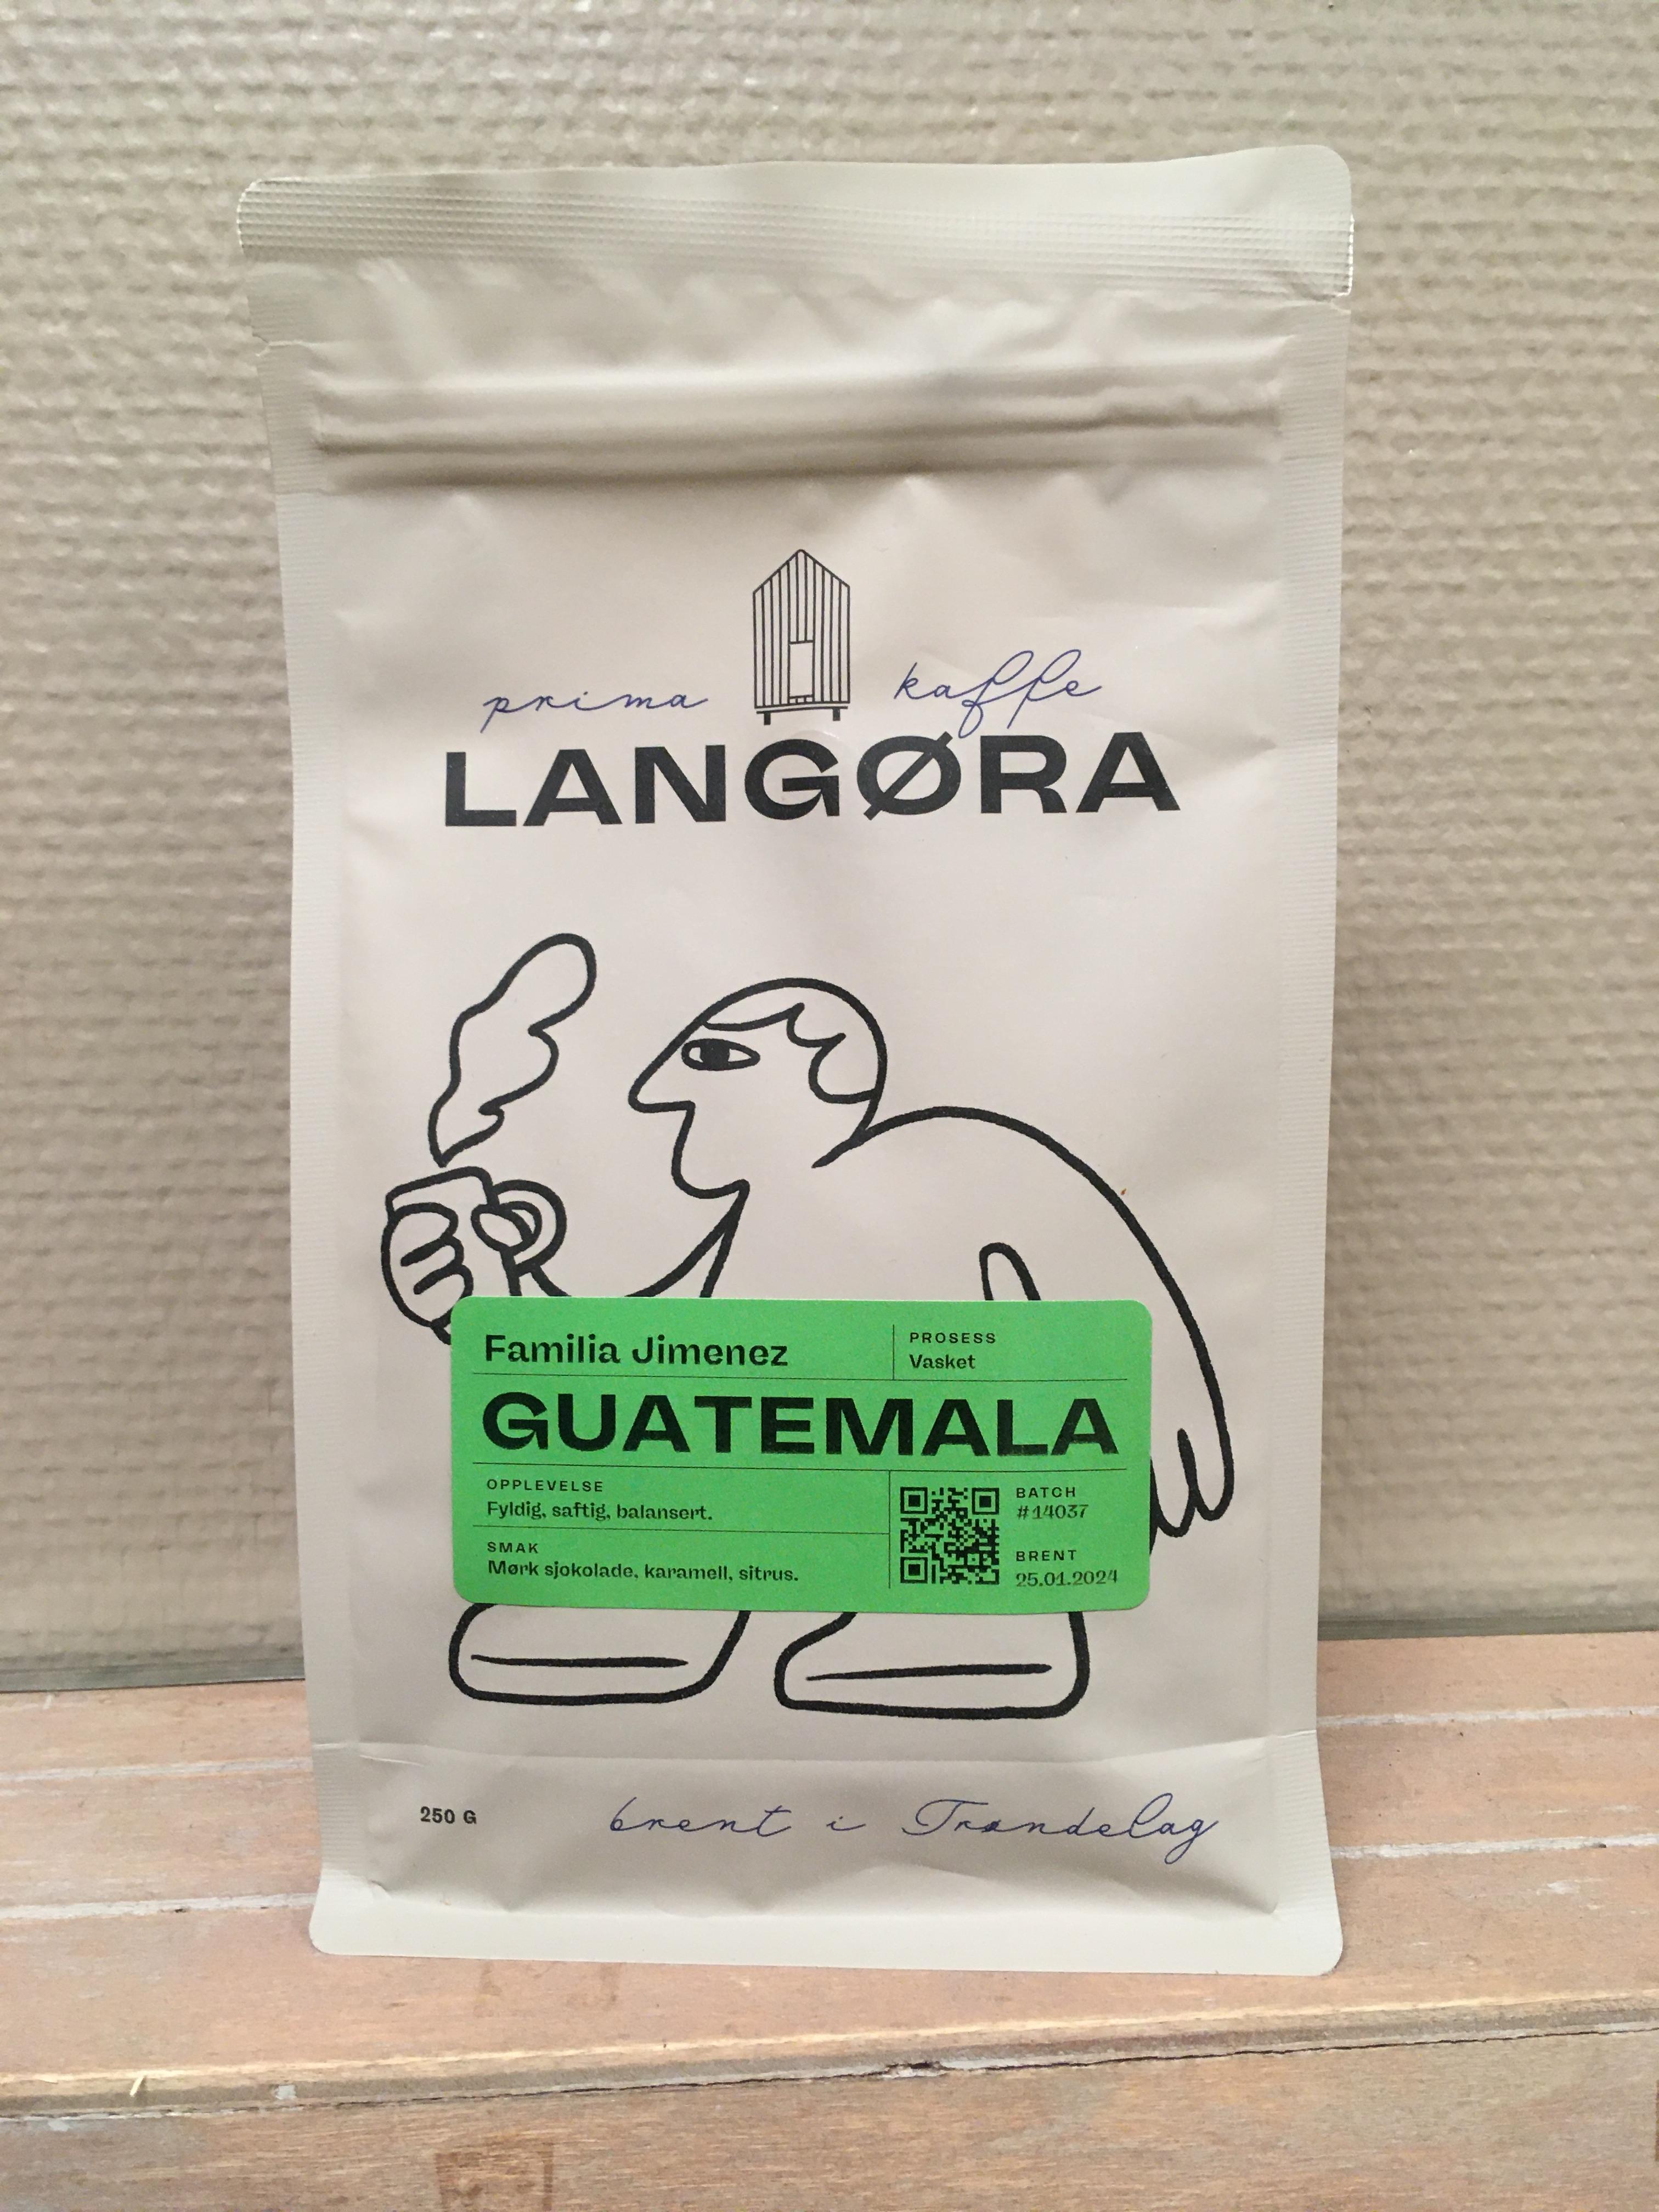 prima kaffe
LANGØRA
Familia Jimenez
PROSESS
Vasket
GUATEMALA
OPPLEVELSE
Fyldig, saftig, balansert.
SMAK
Mørk sjokolade, karamell, sitrus.
BATCH
#14037
BRENT
25.01.2024
250 G
brent i Trøndelag